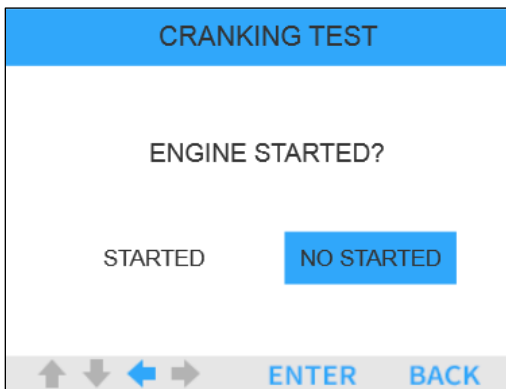 CRANKING TEST
ENGINE STARTED?
STARTED NO STARTED
ENTER BACK